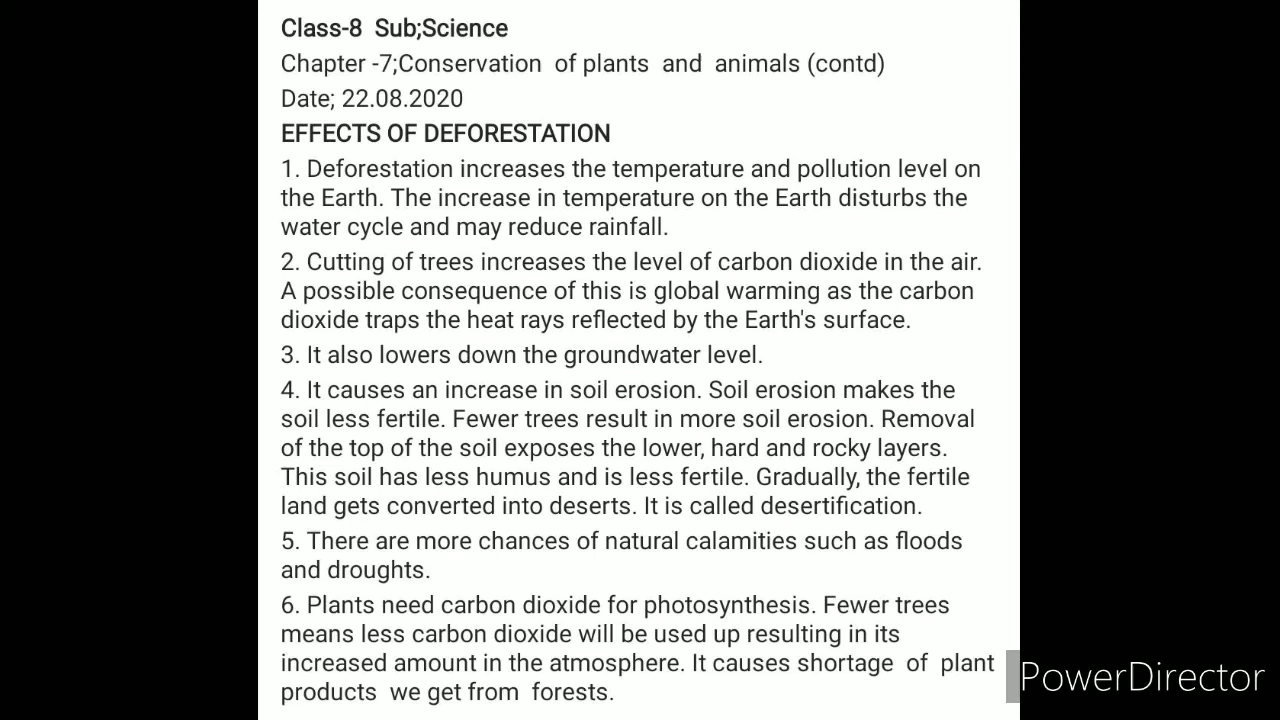 Class-8 Sub;Science
Chapter -7;Conservation of plants and animals (contd)
Date; 22.08.2020
EFFECTS OF DEFORESTATION
1. Deforestation increases the temperature and pollution level on
the Earth. The increase in temperature on the Earth disturbs the
water cycle and may reduce rainfall.
2. Cutting of trees increases the level of carbon dioxide in the air.
A possible consequence of this is global warming as the carbon
dioxide traps the heat rays reflected by the Earth's surface.
3. It also lowers down the groundwater level.
4. It causes an increase in soil erosion. Soil erosion makes the
soil less fertile. Fewer trees result in more soil erosion. Removal
of the top of the soil exposes the lower, hard and rocky layers.
This soil has less humus and is less fertile. Gradually, the fertile
land gets converted into deserts. It is called desertification.
5. There are more chances of natural calamities such as floods
and droughts.
6. Plants need carbon dioxide for photosynthesis. Fewer trees
means less carbon dioxide will be used up resulting in its
increased amount in the atmosphere. It causes shortage of plant
products we get from forests.
PowerDirector